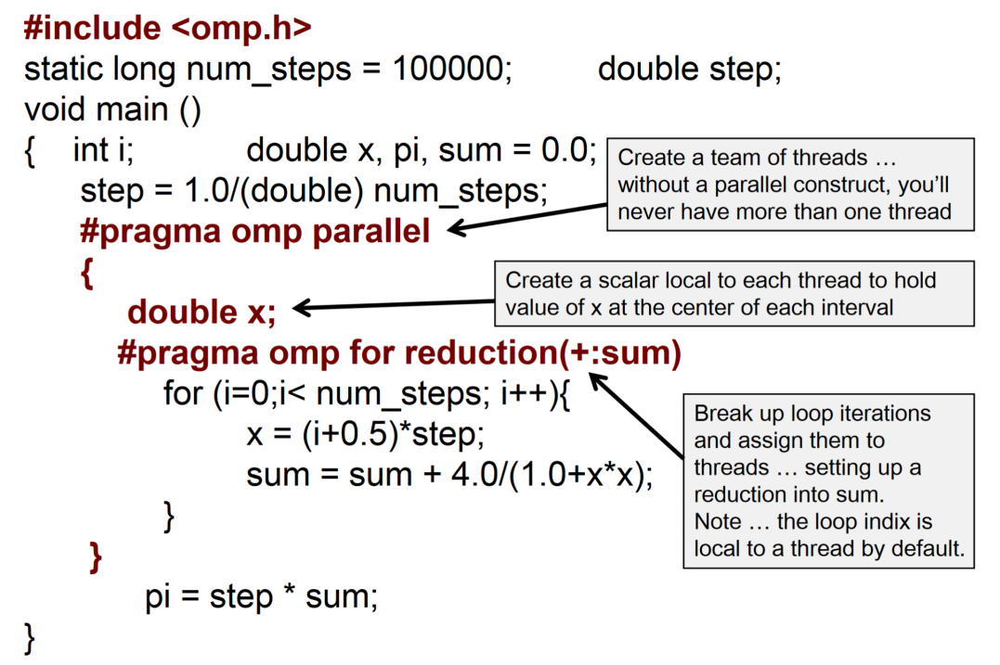 #include <omp.h>
static long num_steps = 100000; double step;
void main ()
{ int i; double x, pi, sum = 0.0;
step = 1.0/(double) num_steps;
#pragma omp parallel
{
double x;
#pragma omp for reduction(+:sum)
for (i=0;i< num_steps; i++){
x = (i+0.5)*step;
sum = sum + 4.0/(1.0+x*x);
}
}
pi = step * sum;
}
Create a team of threads …
without a parallel construct, you’ll
never have more than one thread
Create a scalar local to each thread to hold
value of x at the center of each interval
Break up loop iterations
and assign them to
threads … setting up a
reduction into sum.
Note … the loop indix is
local to a thread by default.